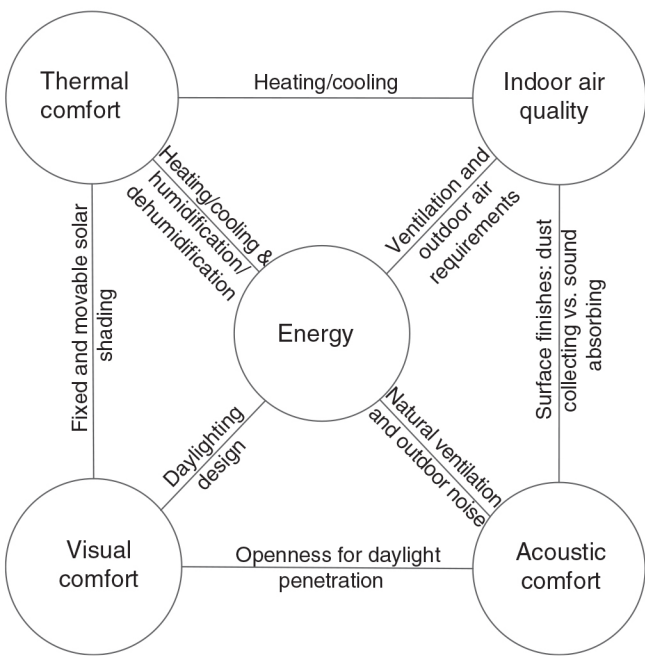 Thermal
comfort
Heating/cooling
Indoor air
quality
Heating/cooling &
humidification/
dehumidification
Ventilation and
outdoor air
requirements
Fixed and movable solar
shading
Surface finishes: dust
collecting vs. sound
absorbing
Energy
Daylighting
design
Natural ventilation
and outdoor noise
Visual
comfort
Openness for daylight
penetration
Acoustic
comfort